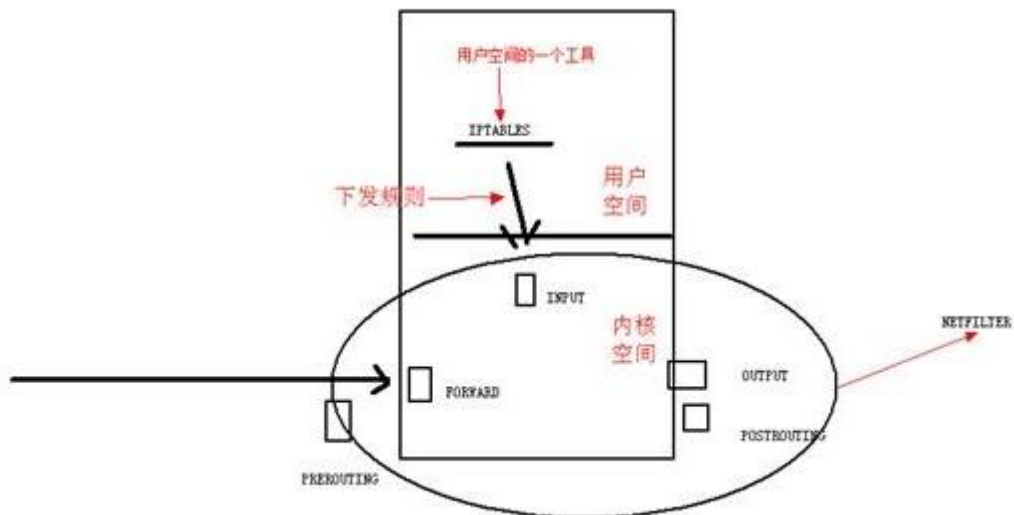 用户空间的一个工具
IPTABLES
下发规则
用户
空间
INPUT
内核
空间
NETFILTER
FORWARD
OUTPUT
POSTROUTING
PREROUTING